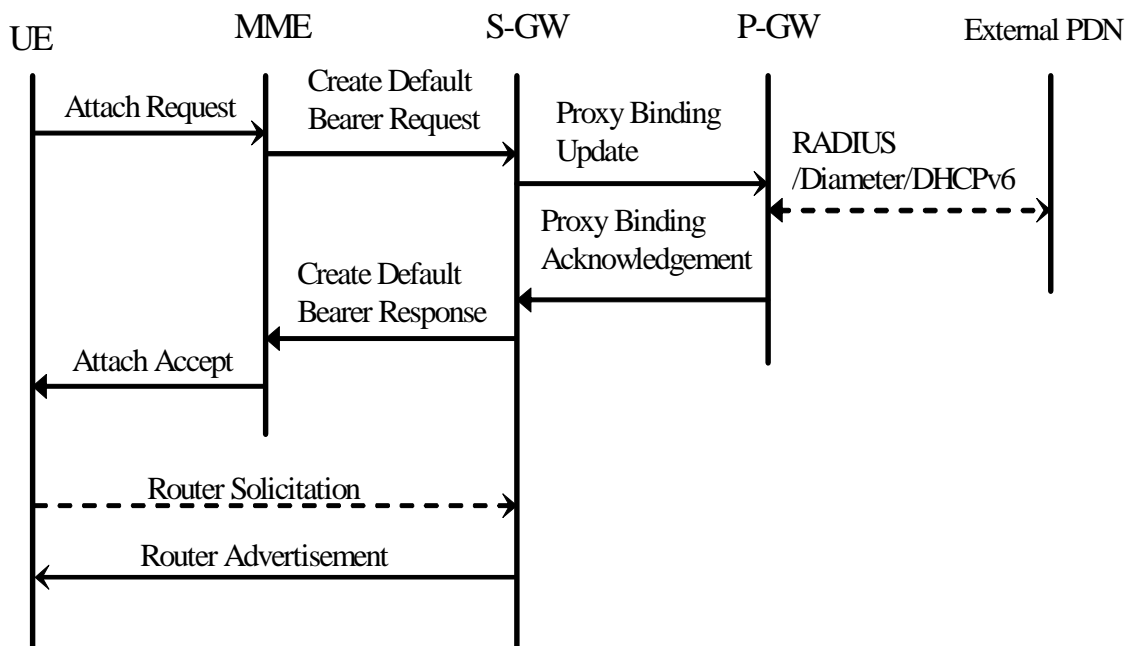 UE
MME
S-GW
P-GW
External PDN
Attach Request
Create Default
Bearer Request
Proxy Binding
Update
RADIUS
/Diameter/DHCPv6
Proxy Binding
Acknowledgement
Create Default
Bearer Response
Attach Accept
Router Solicitation
Router Advertisement